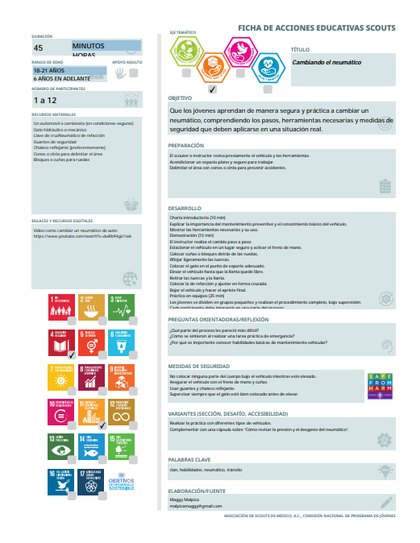 FICHA DE ACCIONES EDUCATIVAS SCOUTS
DURACIÓN
45
MINUTOS
HORAS
RANGO DE EDAD
APOYO ADULTO
18-21 AÑOS
6 AÑOS EN ADELANTE
NÚMERO DE PARTICIPANTES
1 a 12
RECURSOS MATERIALES
Un automóvil o camioneta (en condiciones seguras)
Gato hidráulico o mecánico
Llave de cruz/extractor de refacción
Guantes de seguridad
Chaleco reflejante (preferentemente).
Conos o cinta para delimitar el área
Bloques o cuñas para ruedas
ENLACES Y RECURSOS DIGITALES
Video como cambiar un neumático de auto:
EJE TEMÁTICO
TÍTULO
Cambiando el neumático
OBJETIVO
Que los jóvenes aprendan de manera segura y práctica a cambiar un
neumático, comprendiendo los pasos, herramientas necesarias y medidas de
seguridad que deben aplicarse en una situación real.
PREPARACIÓN
El scouter o instructor revisa previamente el vehículo y las herramientas.
Acondicionar un espacio plano y seguro para trabajar.
Delimitar el área con conos o cinta para prevenir accidentes.
DESARROLLO
Charla introductoria (10 min)
Explicar la importancia del mantenimiento preventivo y el conocimiento básico del vehículo.
Mostrar las herramientas necesarias y su uso.
Demostración (15 min)
El instructor realiza el cambio paso a paso:
Estacionar el vehículo en un lugar seguro y activar el freno de mano.
Colocar cuñas o bloques detrás de las ruedas.
Aflojar ligeramente las tuercas.
Colocar el gato en el punto de soporte adecuado.
Elevar el vehículo hasta que la llanta quede libre.
Retirar las tuercas y la llanta.
Colocar la de refacción y ajustar en forma cruzada.
Bajar el vehículo y hacer el apriete final.
Práctica en equipos (20 min)
Los jóvenes se dividen en grupos pequeños y realizan el procedimiento completo, bajo supervisión.
PREGUNTAS ORIENTADORAS/REFLEXIÓN
¿Qué parte del proceso les pareció más difícil?
¿Cómo se sintieron al realizar una tarea práctica de emergencia?
¿Por qué es importante conocer habilidades básicas de mantenimiento vehicular?
MEDIDAS DE SEGURIDAD
No colocar ninguna parte del cuerpo bajo el vehículo mientras esté elevado.
Asegurar el vehículo con el freno de mano y cuñas.
Usar guantes y chaleco reflejante.
Supervisar siempre que el gato esté bien colocado antes de elevar.
SAFE
FROM
HARM
VARIANTES (SECCIÓN, DESAFÍO, ACCESIBILIDAD)
Realizar la práctica con diferentes tipos de vehículos.
Complementar con una cápsula sobre "Cómo revisar la presión y el desgaste del neumático".
PALABRAS CLAVE
clan, habilidades, neumático, tránsito
ELABORACIÓN/FUENTE
Maggy Malpica
malpicamaggy@gmail.com
OBJETIVOS
ASOCIACIÓN DE SCOUTS DE MÉXICO, A.C., COMISIÓN NACIONAL DE PROGRAMA DE JÓVENES